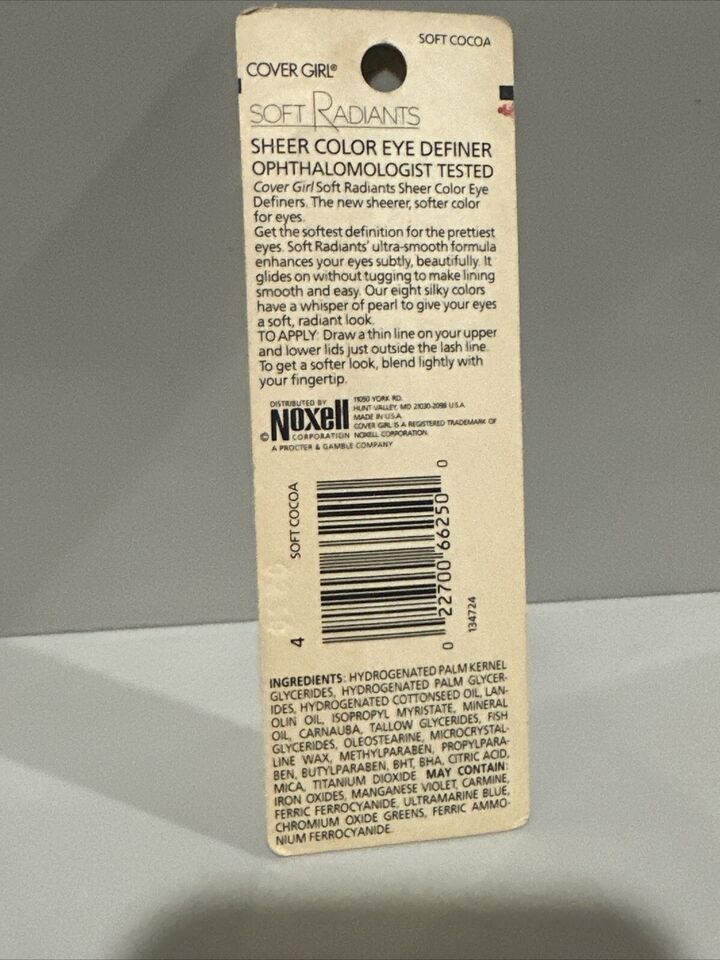 SOFT COCOA
COVER GIRL®
SOFT RADIANTS
SHEER COLOR EYE DEFINER
OPHTHALOMOLOGIST TESTED
Cover Girl Soft Radiants Sheer Color Eye
Definers. The new sheerer, softer color
for eyes.
Get the softest definition for the prettiest
eyes. Soft Radiants' ultra-smooth formula
enhances your eyes subtly, beautifully. It
glides on without tugging to make lining
smooth and easy. Our eight silky colors
have a whisper of pearl to give your eyes
a soft, radiant look.
TO APPLY: Draw a thin line on your upper
and lower lids just outside the lash line.
To get a softer look, blend lightly with
your fingertip.
DISTRIBUTED BY
© Noxell
CORPORATION
11050 YORK RD.
HUNT VALLEY, MD 21030-2098 U.S.A.
MADE IN U.S.A.
COVER GIRL IS A REGISTERED TRADEMARK OF
NOXELL CORPORATION.
A PROCTER & GAMBLE COMPANY
4 SOFT COCOA
0 22700 66250 0
134724
INGREDIENTS: HYDROGENATED PALM KERNEL
GLYCERIDES, HYDROGENATED PALM GLYCER-
IDES, HYDROGENATED COTTONSEED OIL, LAN-
OLIN OIL, ISOPROPYL MYRISTATE, MINERAL
OIL, CARNAUBA, TALLOW GLYCERIDES, FISH
GLYCERIDES, OLEOSTEARINE, MICROCRYSTAL-
LINE WAX, METHYLPARABEN, PROPYLPARA-
BEN, BUTYLPARABEN, BHT, BHA, CITRIC ACID,
MICA, TITANIUM DIOXIDE. MAY CONTAIN:
IRON OXIDES, MANGANESE VIOLET, CARMINE,
FERRIC FERROCYANIDE, ULTRAMARINE BLUE,
CHROMIUM OXIDE GREENS, FERRIC AMMO-
NIUM FERROCYANIDE.